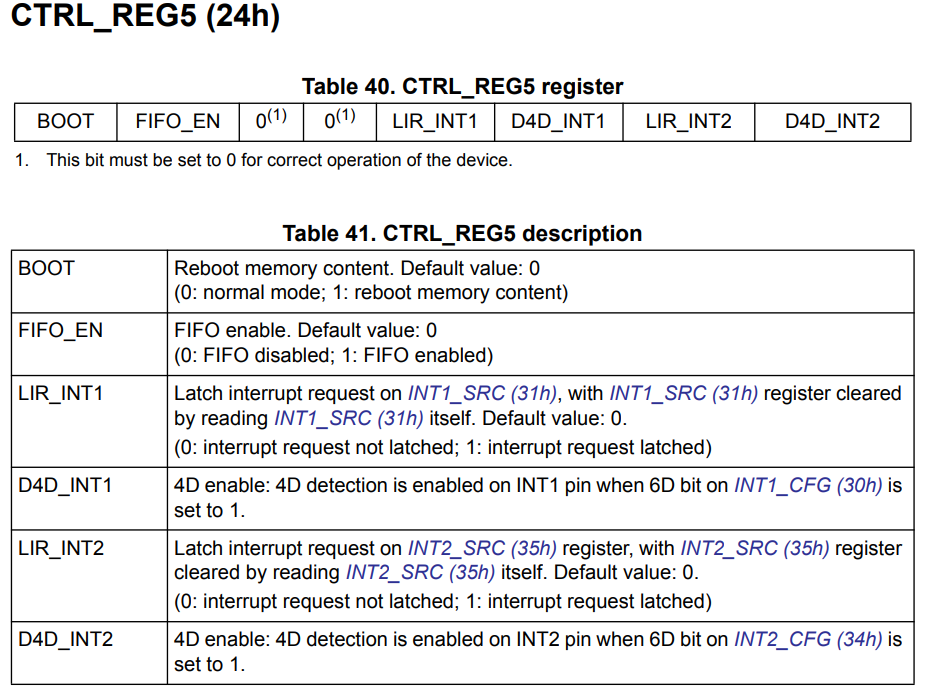 CTRL_REG5 (24h)
Table 40. CTRL_REG5 register
BOOT FIFO_EN 0(1) 0(1) LIR_INT1 D4D_INT1 LIR_INT2 D4D_INT2
1. This bit must be set to 0 for correct operation of the device.
Table 41. CTRL_REG5 description
BOOT Reboot memory content. Default value: 0
(0: normal mode; 1: reboot memory content)
FIFO_EN FIFO enable. Default value: 0
(0: FIFO disabled; 1: FIFO enabled)
LIR_INT1 Latch interrupt request on INT1_SRC (31h), with INT1_SRC (31h) register cleared
by reading INT1_SRC (31h) itself. Default value: 0.
(0: interrupt request not latched; 1: interrupt request latched)
D4D_INT1 4D enable: 4D detection is enabled on INT1 pin when 6D bit on INT1_CFG (30h) is
set to 1.
LIR_INT2 Latch interrupt request on INT2_SRC (35h) register, with INT2_SRC (35h) register
cleared by reading INT2_SRC (35h) itself. Default value: 0.
(0: interrupt request not latched; 1: interrupt request latched)
D4D_INT2 4D enable: 4D detection is enabled on INT2 pin when 6D bit on INT2_CFG (34h) is
set to 1.